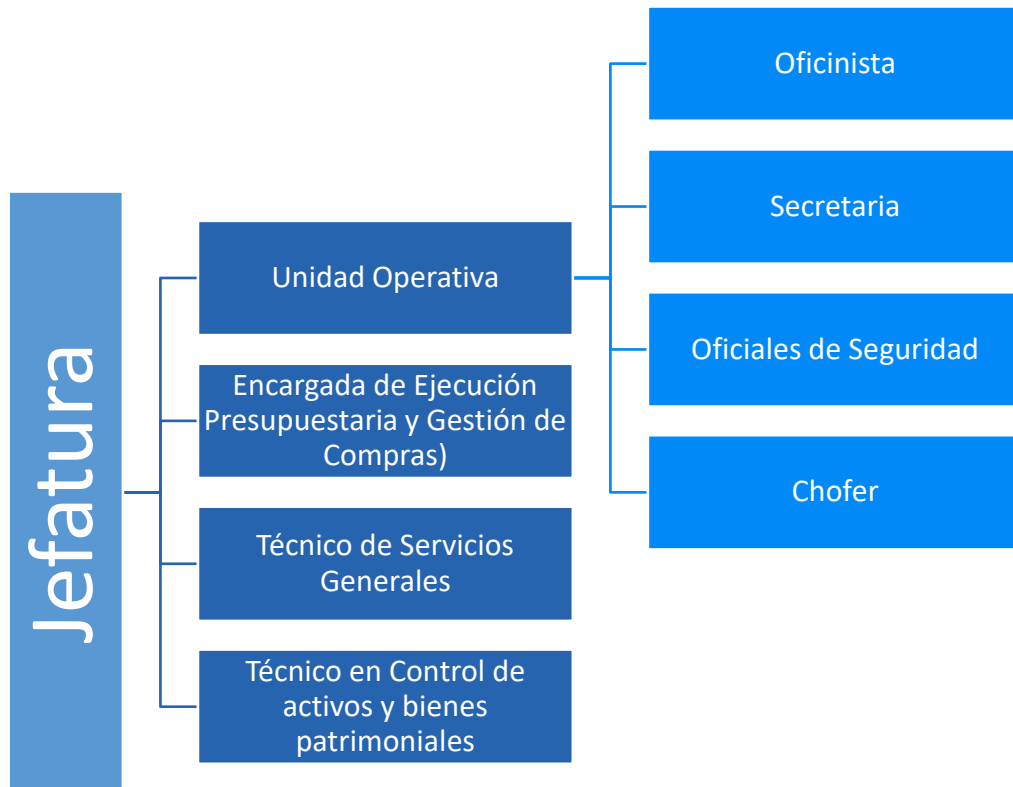 Jefatura
Unidad Operativa
Encargada de Ejecución
Presupuestaria y Gestión de
Compras)
Técnico de Servicios
Generales
Técnico en Control de
activos y bienes
patrimoniales
Oficinista
Secretaria
Oficiales de Seguridad
Chofer